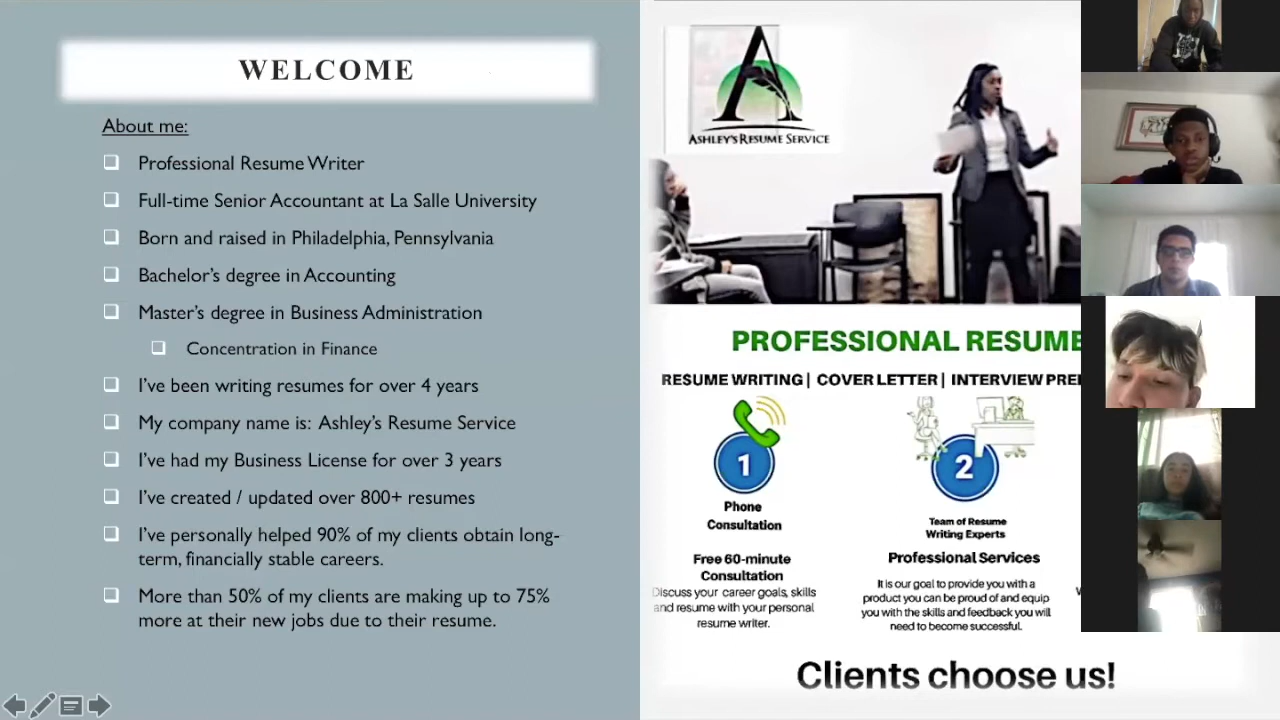 WELCOME
About me:
Professional Resume Writer
Full-time Senior Accountant at La Salle University
Born and raised in Philadelphia, Pennsylvania
Bachelor's degree in Accounting
Master's degree in Business Administration
Concentration in Finance
I've been writing resumes for over 4 years
My company name is: Ashley's Resume Service
I've had my Business License for over 3 years
I've created / updated over 800+ resumes
I've personally helped 90% of my clients obtain long-
term, financially stable careers.
More than 50% of my clients are making up to 75%
more at their new jobs due to their resume.
A
ASHLEY'S RESUME SERVICE
PROFESSIONAL RESUME
RESUME WRITING | COVER LETTER | INTERVIEW
1
Phone
Consultation
Free 60-minute
Consultation
Discuss your career goals, skills
and resume with your personal
resume writer.
2
Team of Resume
Writing Experts
Professional Services
It is our goal to provide you with a
product you can be proud of and equip
you with the skills and feedback you will
need to become successful.
Clients choose us!